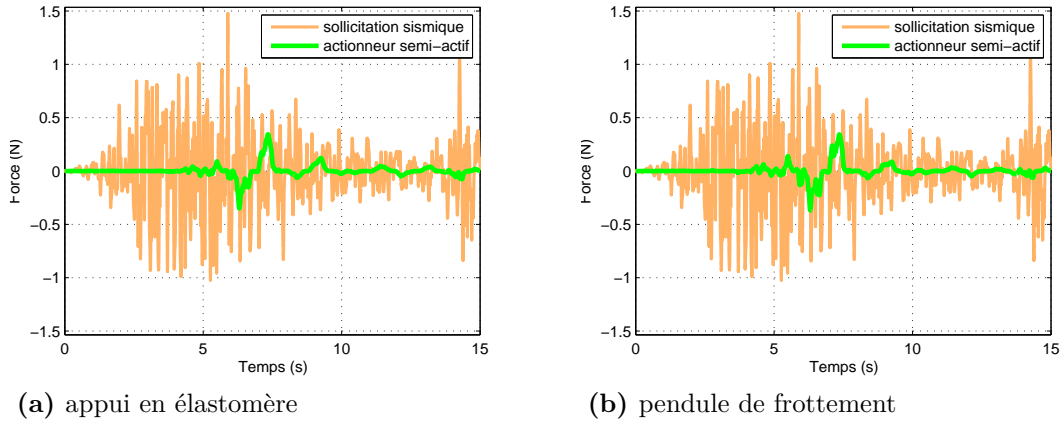 1.5
1
0.5
0
−0.5
−1
−1.5
Force (N)
sollicitation sismique
actionneur semi−actif
0
5
10
15
Temps (s)
(a) appui en élastomère
1.5
1
0.5
0
−0.5
−1
−1.5
Force (N)
sollicitation sismique
actionneur semi−actif
0
5
10
15
Temps (s)
(b) pendule de frottement